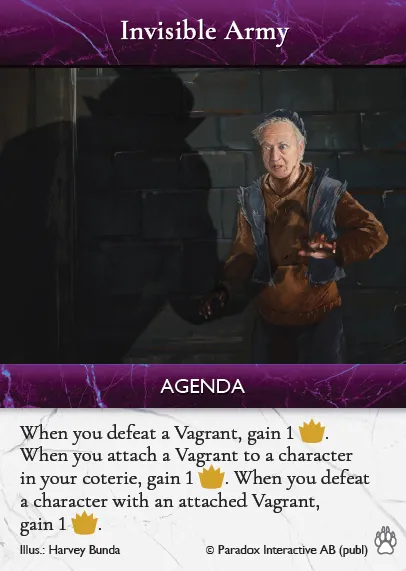 Invisible Army
AGENDA
When you defeat a Vagrant, gain 1 .
When you attach a Vagrant to a character
in your coterie, gain 1 . When you defeat
a character with an attached Vagrant,
gain 1 .
Illus.: Harvey Bunda © Paradox Interactive AB (publ)